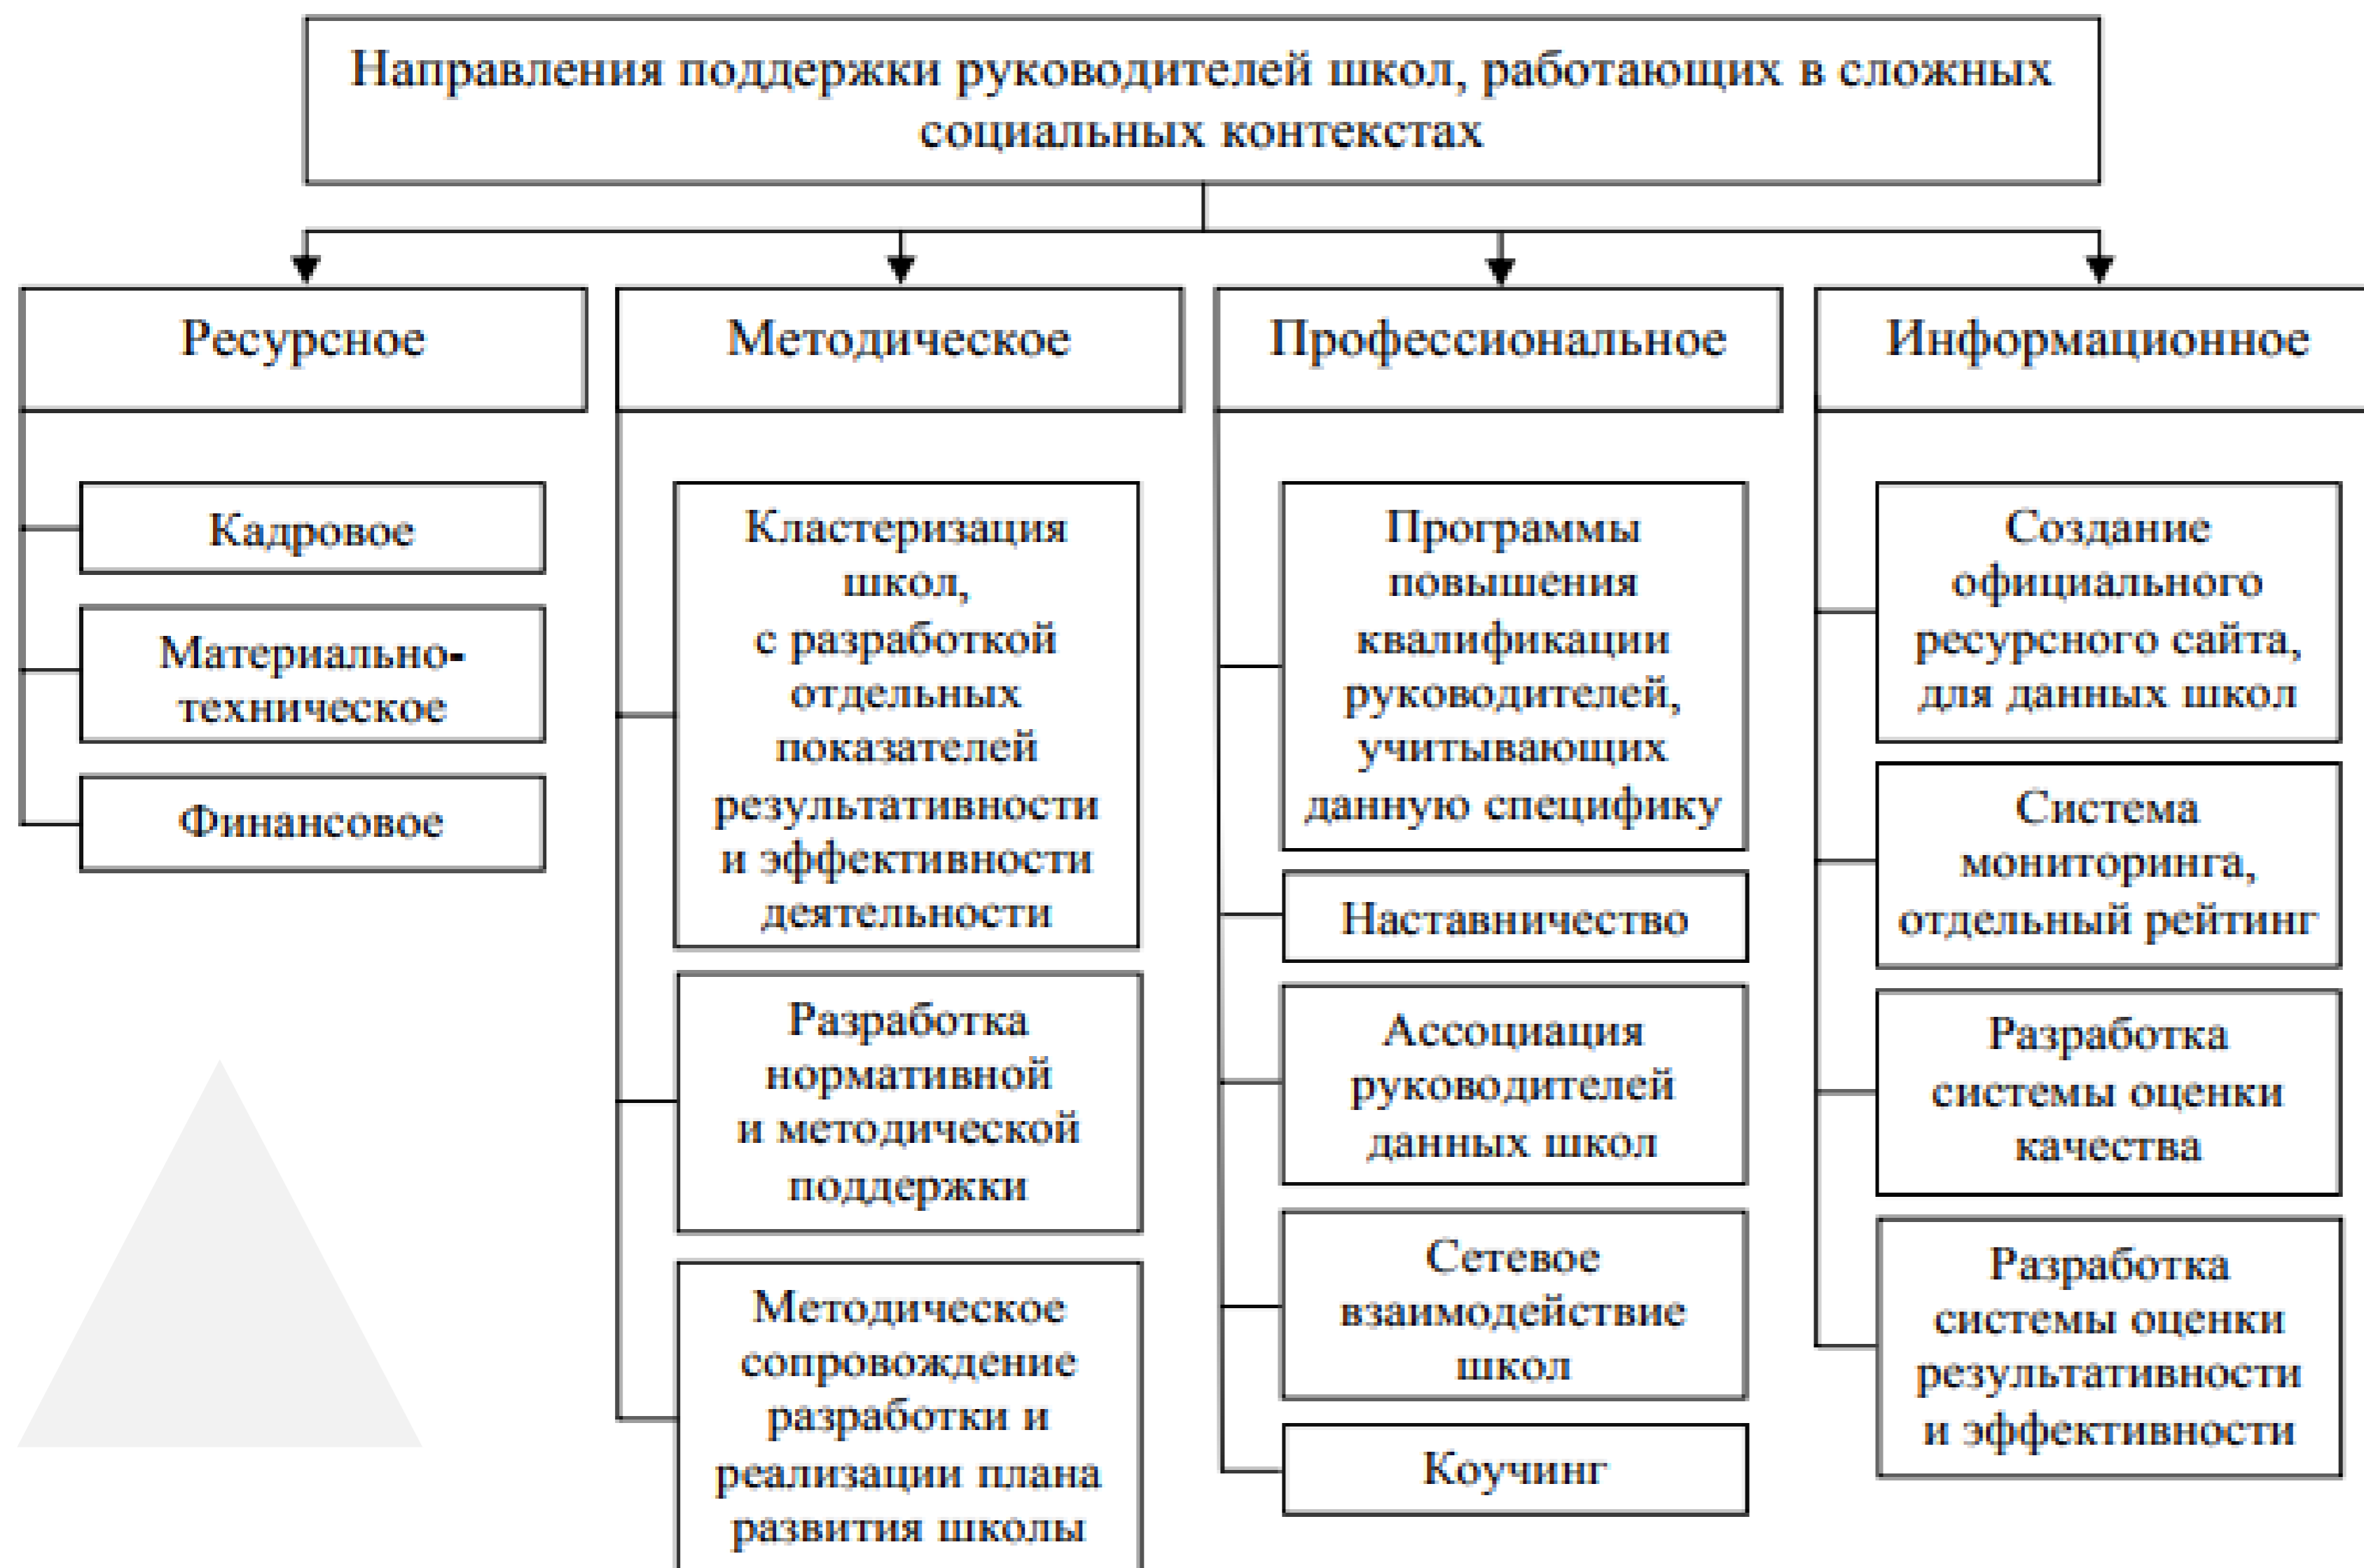 Направления поддержки руководителей школ, работающих в сложных
социальных контекстах
Ресурсное
Кадровое
Материально-
техническое
Финансовое
Методическое
Кластеризация
школ,
с разработкой
отдельных
показателей
результативности
и эффективности
деятельности
Разработка
нормативной
и методической
поддержки
Методическое
сопровождение
разработки и
реализации плана
развития школы
Профессиональное
Программы
повышения
квалификации
руководителей,
учитывающих
данную специфику
Наставничество
Ассоциация
руководителей
данных школ
Сетевое
взаимодействие
школ
Коучинг
Информационное
Создание
официального
ресурсного сайта,
для данных школ
Система
мониторинга,
отдельный рейтинг
Разработка
системы оценки
качества
Разработка
системы оценки
результативности
и эффективности